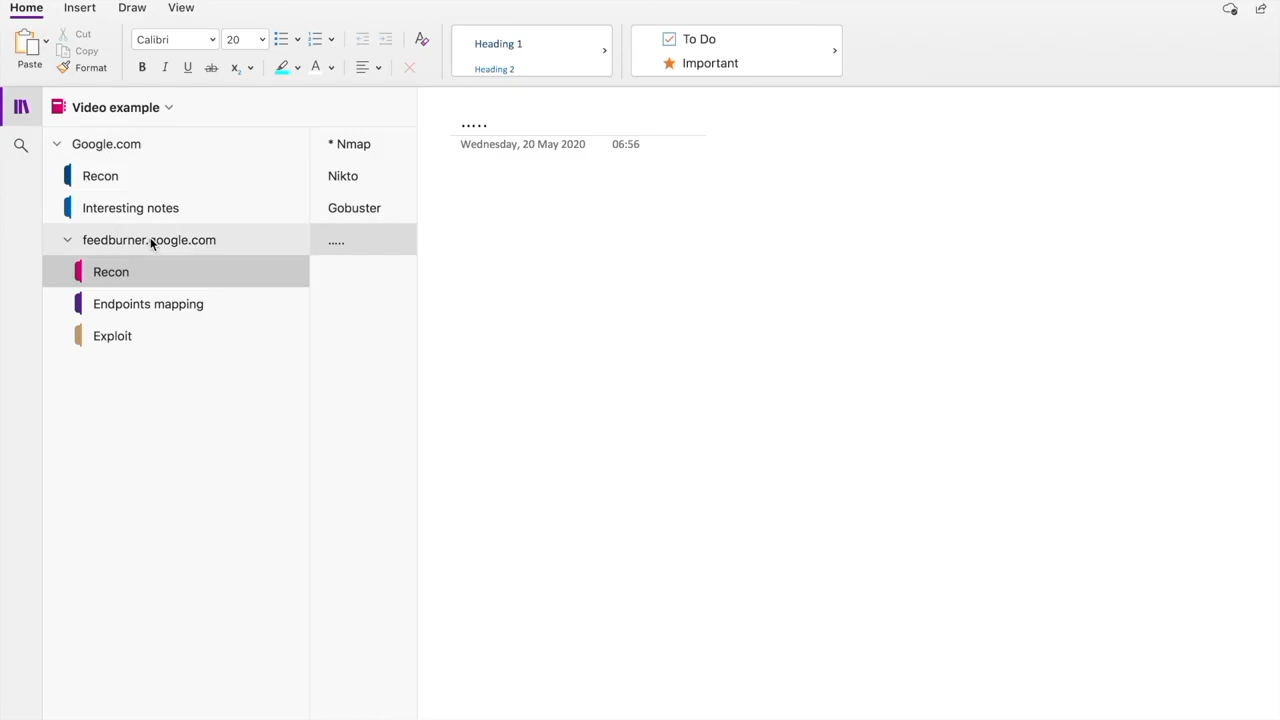 Home Insert Draw View
Paste
Cut
Copy
Format
Calibri 20
B I U ab x₂ A
Heading 1
Heading 2
To Do
Important
Video example
Google.com
Recon
Interesting notes
feedburner.google.com
Recon
Endpoints mapping
Exploit
* Nmap
Nikto
Gobuster
.....
.....
Wednesday, 20 May 2020 06:56